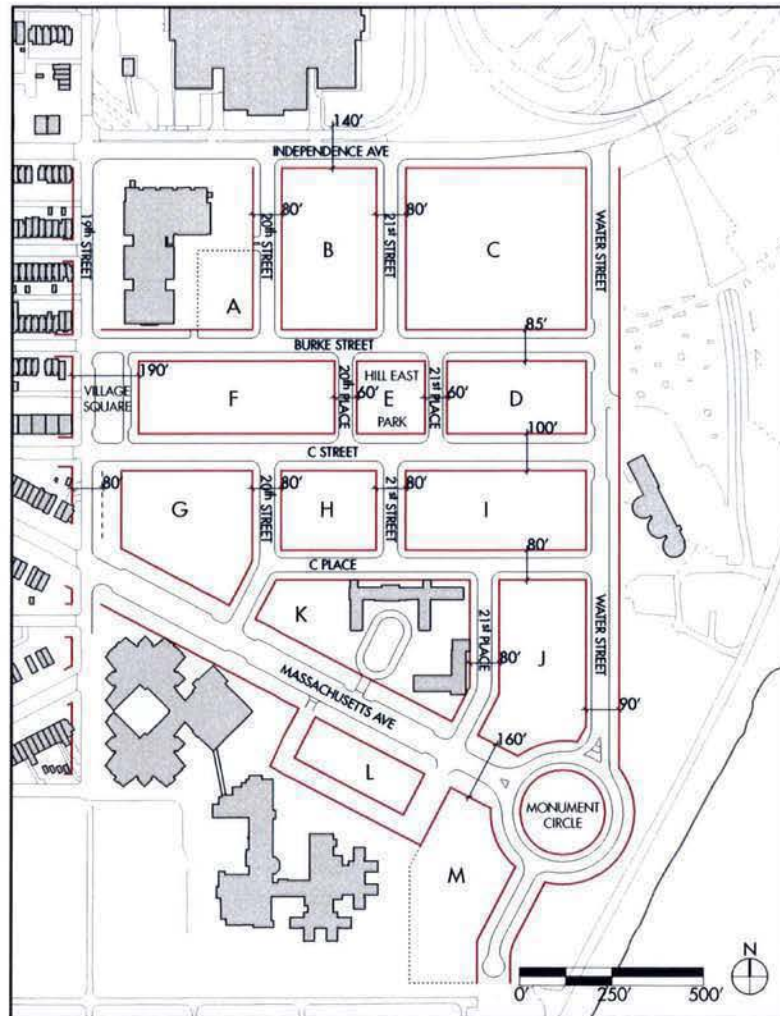 140'
INDEPENDENCE AVE
80'
80'
19th STREET
20th STREET
B
21st STREET
C
WATER STREET
A
85'
BURKE STREET
190'
VILLAGE
SQUARE
F
20th PLACE
60'
HILL EAST
E
PARK
21st PLACE
60'
D
100'
C STREET
80'
G
20th STREET
80'
H
21st STREET
80'
I
80'
C PLACE
K
21st PLACE
80'
J
WATER STREET
90'
MASSACHUSETTS AVE
160'
L
MONUMENT
CIRCLE
M
N
0' 250' 500'